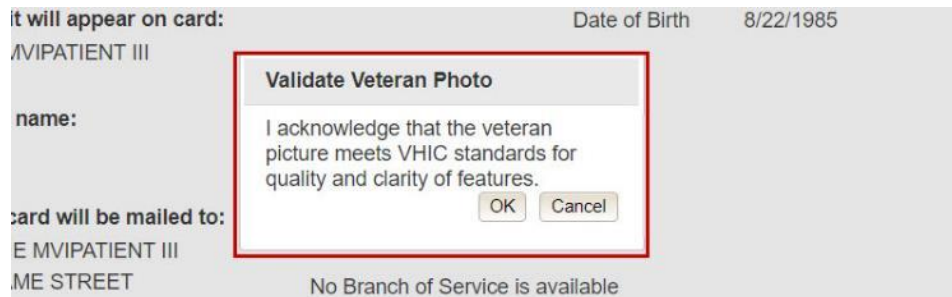 it will appear on card:
Date of Birth 8/22/1985
MVIPATIENT III
Validate Veteran Photo
name:
I acknowledge that the veteran
picture meets VHIC standards for
quality and clarity of features.
OK Cancel
card will be mailed to:
E MVIPATIENT III
AME STREET
No Branch of Service is available